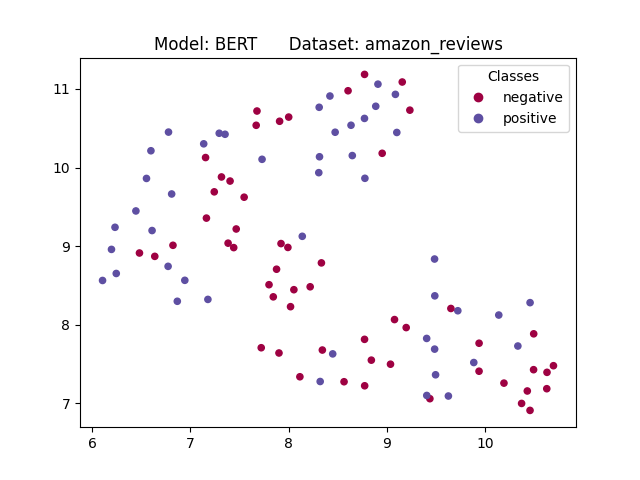 Model: BERT      Dataset: amazon_reviews
Classes
negative
positive
11
10
9
8
7
6 7 8 9 10